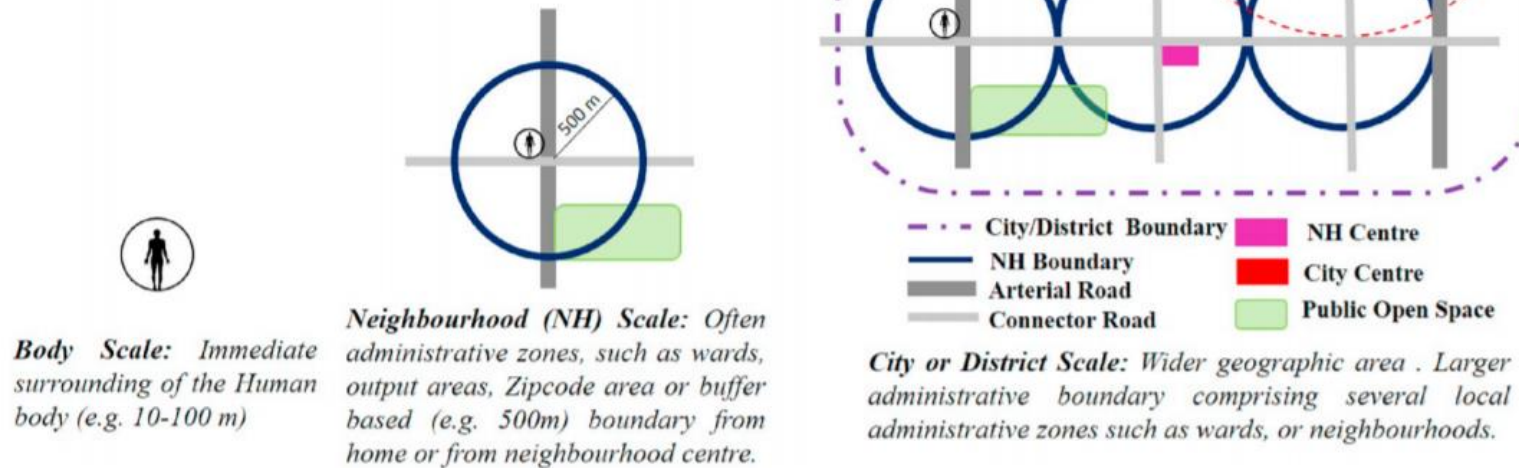 500 m
Body Scale: Immediate
surrounding of the Human
body (e.g. 10-100 m)
Neighbourhood (NH) Scale: Often
administrative zones, such as wards,
output areas, Zipcode area or buffer
based (e.g. 500m) boundary from
home or from neighbourhood centre.
City/District Boundary
NH Boundary
Arterial Road
Connector Road
NH Centre
City Centre
Public Open Space
City or District Scale: Wider geographic area . Larger
administrative boundary comprising several local
administrative zones such as wards, or neighbourhoods.